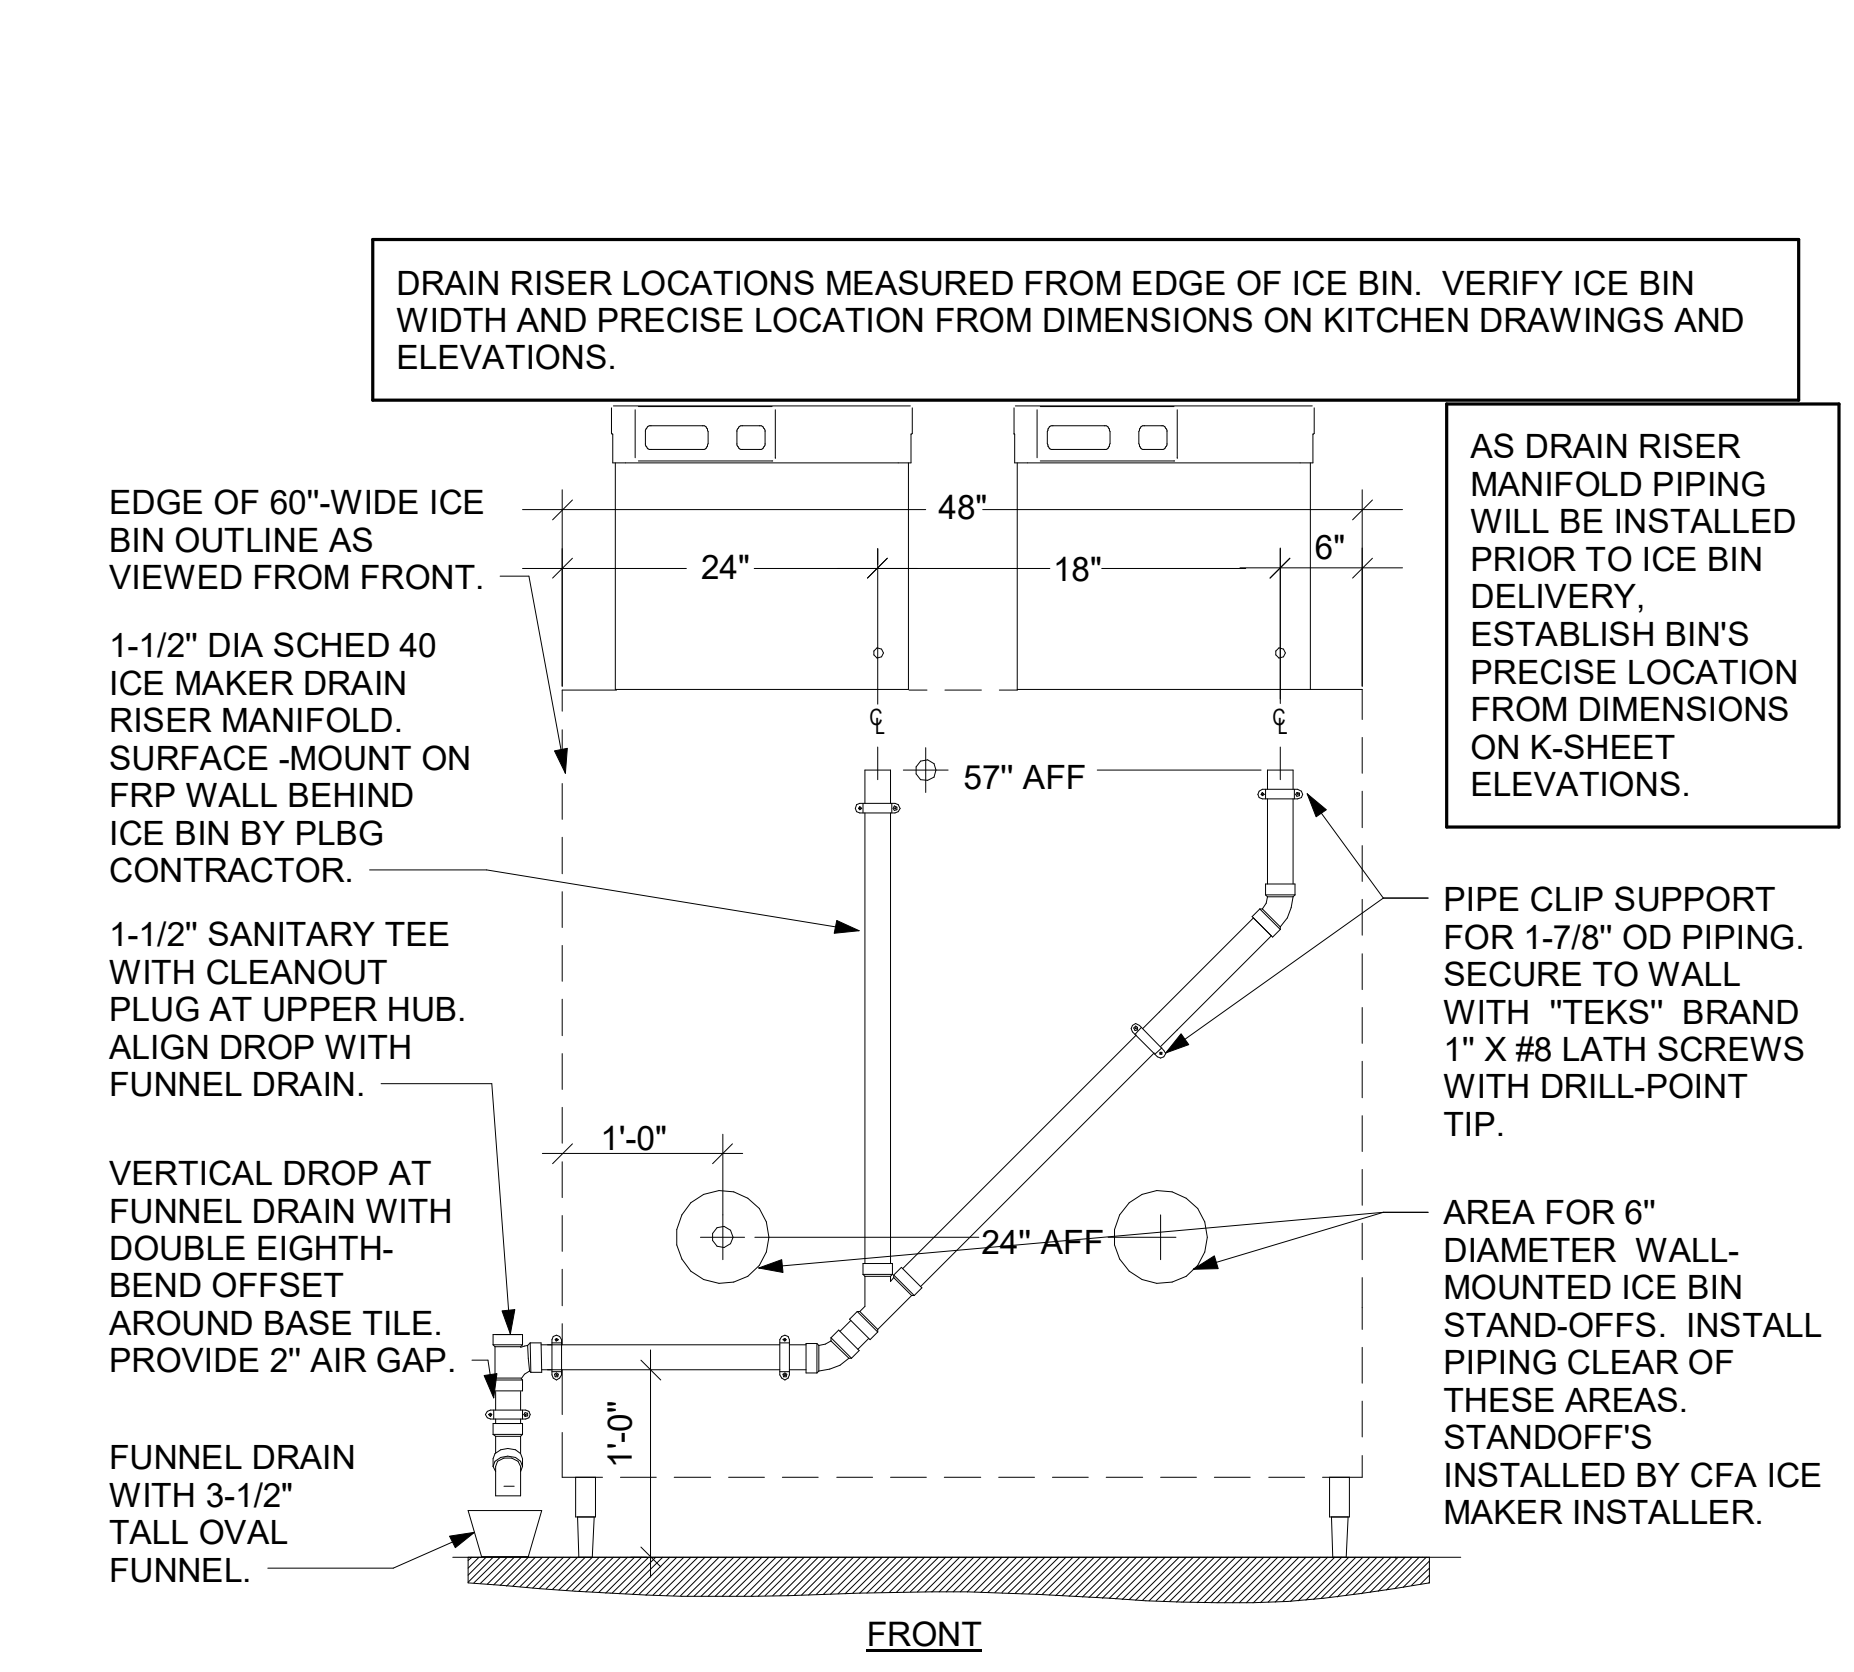 DRAIN RISER LOCATIONS MEASURED FROM EDGE OF ICE BIN.  VERIFY ICE BIN
WIDTH AND PRECISE LOCATION FROM DIMENSIONS ON KITCHEN DRAWINGS AND
ELEVATIONS.
AS DRAIN RISER
MANIFOLD PIPING
WILL BE INSTALLED
PRIOR TO ICE BIN
DELIVERY,
ESTABLISH BIN'S
PRECISE LOCATION
FROM DIMENSIONS
ON K-SHEET
ELEVATIONS.
EDGE OF 60"-WIDE ICE
BIN OUTLINE AS
VIEWED FROM FRONT.
48"
24"
18"
6"
1-1/2" DIA SCHED 40
ICE MAKER DRAIN
RISER MANIFOLD.
SURFACE -MOUNT ON
FRP WALL BEHIND
ICE BIN BY PLBG
CONTRACTOR.
℄
℄
57" AFF
1-1/2" SANITARY TEE
WITH CLEANOUT
PLUG AT UPPER HUB.
ALIGN DROP WITH
FUNNEL DRAIN.
PIPE CLIP SUPPORT
FOR 1-7/8" OD PIPING.
SECURE TO WALL
WITH  "TEKS"  BRAND
1" X #8 LATH SCREWS
WITH DRILL-POINT
TIP.
1'-0"
24" AFF
VERTICAL DROP AT
FUNNEL DRAIN WITH
DOUBLE EIGHTH-
BEND OFFSET
AROUND BASE TILE.
PROVIDE 2" AIR GAP.
AREA FOR 6"
DIAMETER  WALL-
MOUNTED ICE BIN
STAND-OFFS.  INSTALL
PIPING CLEAR OF
THESE AREAS.
STANDOFF'S
INSTALLED BY CFA ICE
MAKER INSTALLER.
1'-0"
FUNNEL DRAIN
WITH 3-1/2"
TALL OVAL
FUNNEL.
FRONT